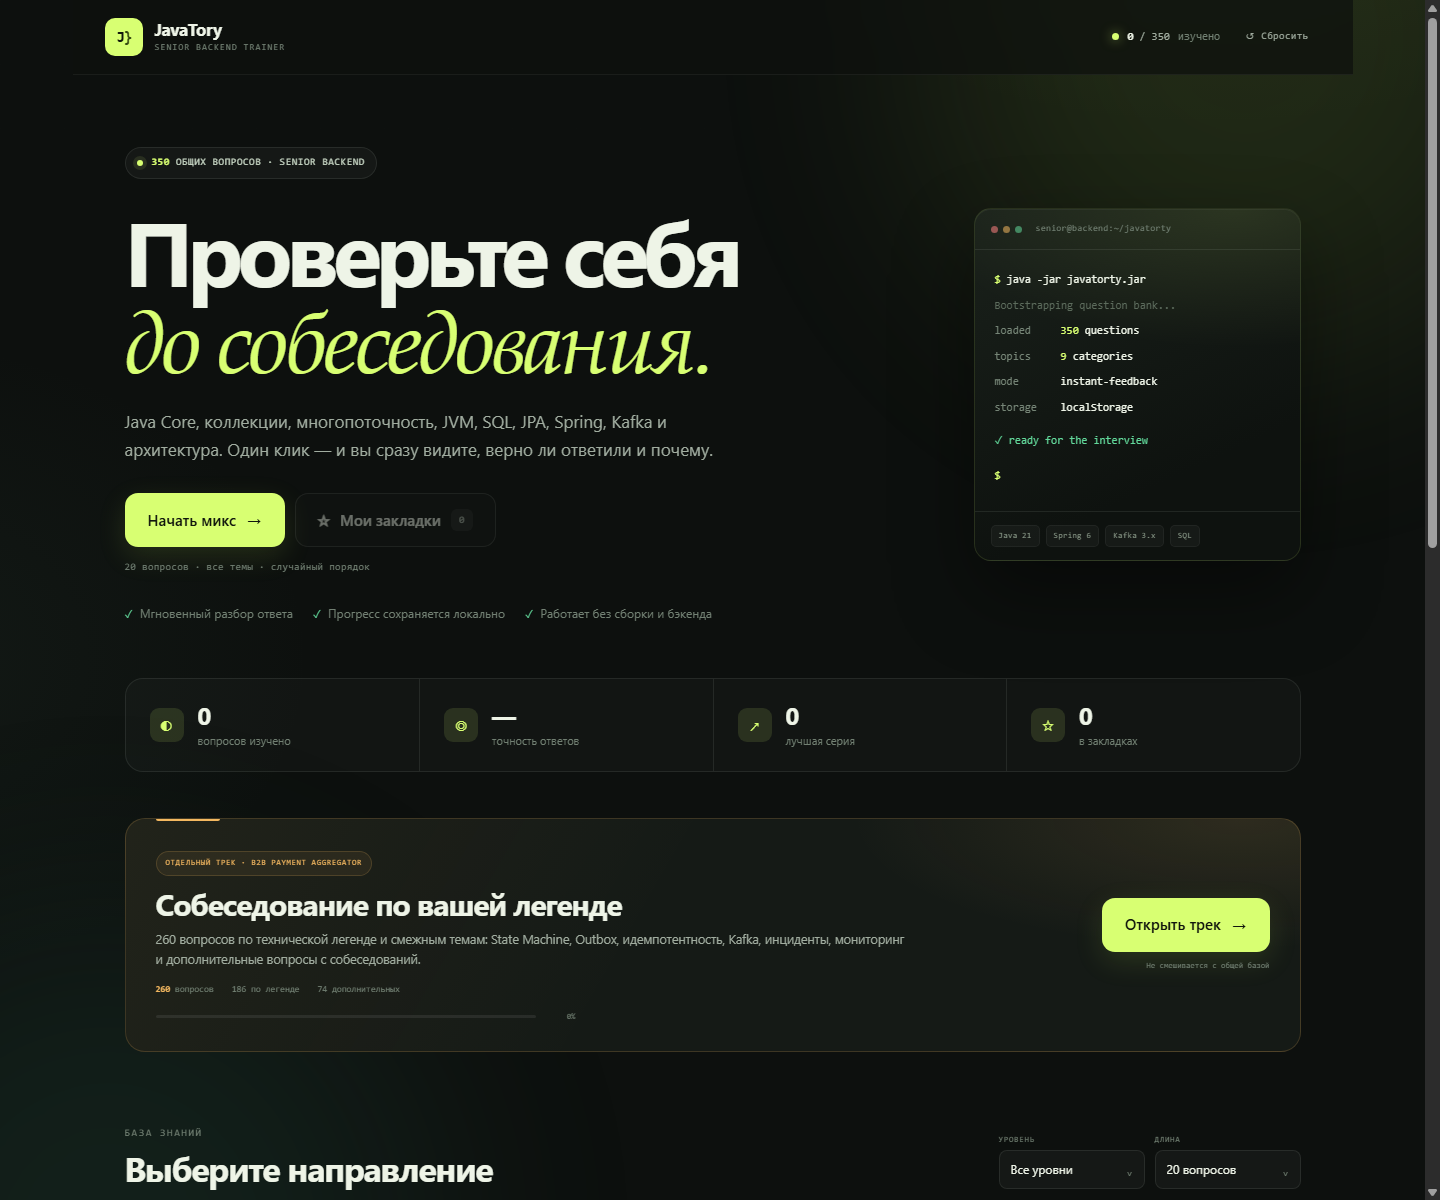 J}
JavaTory
SENIOR BACKEND TRAINER
0 / 350 изучено
↺ Сбросить
350 ОБЩИХ ВОПРОСОВ · SENIOR BACKEND
Проверьте себя
до собеседования.
Java Core, коллекции, многопоточность, JVM, SQL, JPA, Spring, Kafka и
архитектура. Один клик — и вы сразу видите, верно ли ответили и почему.
Начать микс →
☆ Мои закладки 0
20 вопросов · все темы · случайный порядок
✓ Мгновенный разбор ответа ✓ Прогресс сохраняется локально ✓ Работает без сборки и бэкенда
senior@backend:~/javatorty
$ java -jar javatorty.jar
Bootstrapping question bank...
loaded 350 questions
topics 9 categories
mode instant-feedback
storage localStorage
✓ ready for the interview
$
Java 21 Spring 6 Kafka 3.x SQL
0
вопросов изучено
—
точность ответов
0
лучшая серия
0
в закладках
ОТДЕЛЬНЫЙ ТРЕК · B2B PAYMENT AGGREGATOR
Собеседование по вашей легенде
260 вопросов по технической легенде и смежным темам: State Machine, Outbox, идемпотентность, Kafka, инциденты, мониторинг
и дополнительные вопросы с собеседований.
260 вопросов 186 по легенде 74 дополнительных
0%
Открыть трек →
Не смешивается с общей базой
БАЗА ЗНАНИЙ
Выберите направление
УРОВЕНЬ
Все уровни
ДЛИНА
20 вопросов